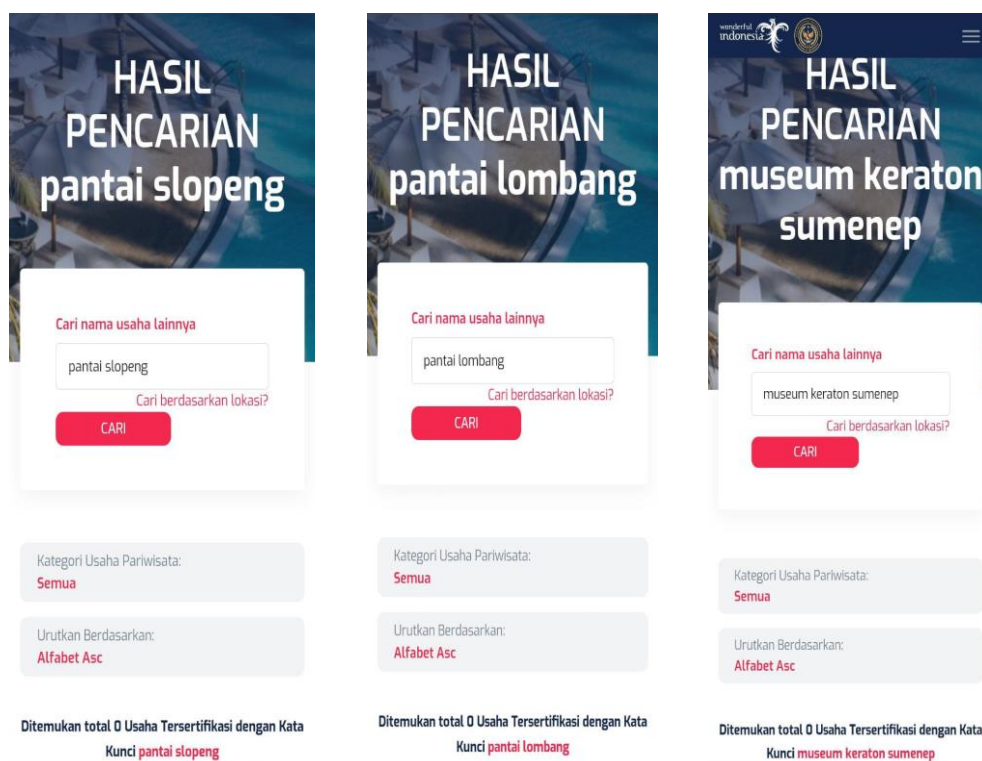 HASIL
PENCARIAN
pantai slopeng
Cari nama usaha lainnya
pantai slopeng
Cari berdasarkan lokasi?
CARI
Kategori Usaha Pariwisata:
Semua
Urutkan Berdasarkan:
Alfabet Asc
Ditemukan total 0 Usaha Tersertifikasi dengan Kata
Kunci pantai slopeng
HASIL
PENCARIAN
pantai lombang
Cari nama usaha lainnya
pantai lombang
Cari berdasarkan lokasi?
CARI
Kategori Usaha Pariwisata:
Semua
Urutkan Berdasarkan:
Alfabet Asc
Ditemukan total 0 Usaha Tersertifikasi dengan Kata
Kunci pantai lombang
wonderful
indonesia
HASIL
PENCARIAN
museum keraton
sumenep
Cari nama usaha lainnya
museum keraton sumenep
Cari berdasarkan lokasi?
CARI
Kategori Usaha Pariwisata:
Semua
Urutkan Berdasarkan:
Alfabet Asc
Ditemukan total 0 Usaha Tersertifikasi dengan Kata
Kunci museum keraton sumenep